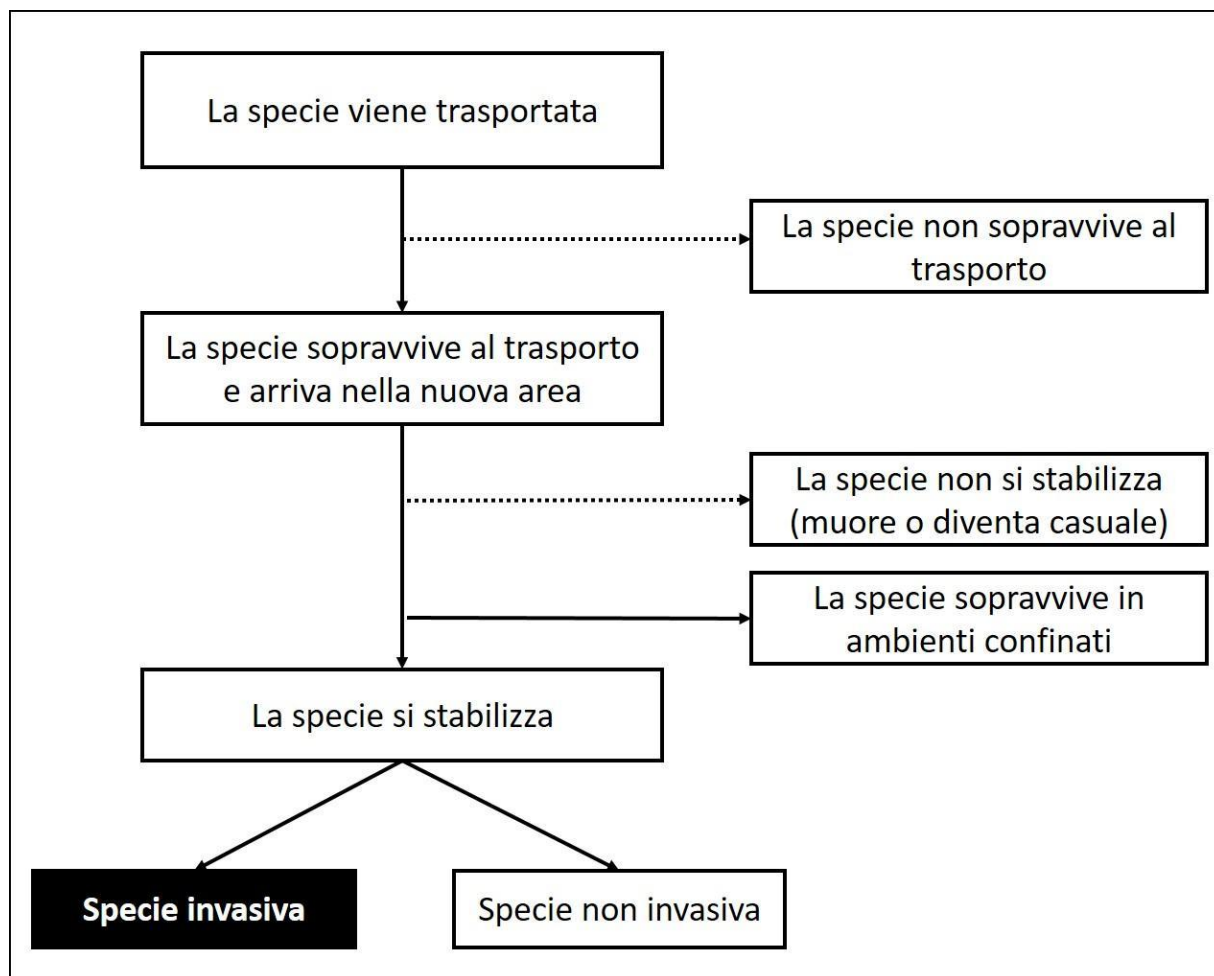 La specie viene trasportata
La specie non sopravvive al
trasporto
La specie sopravvive al trasporto
e arriva nella nuova area
La specie non si stabilizza
(muore o diventa casuale)
La specie sopravvive in
ambienti confinati
La specie si stabilizza
Specie invasiva
Specie non invasiva